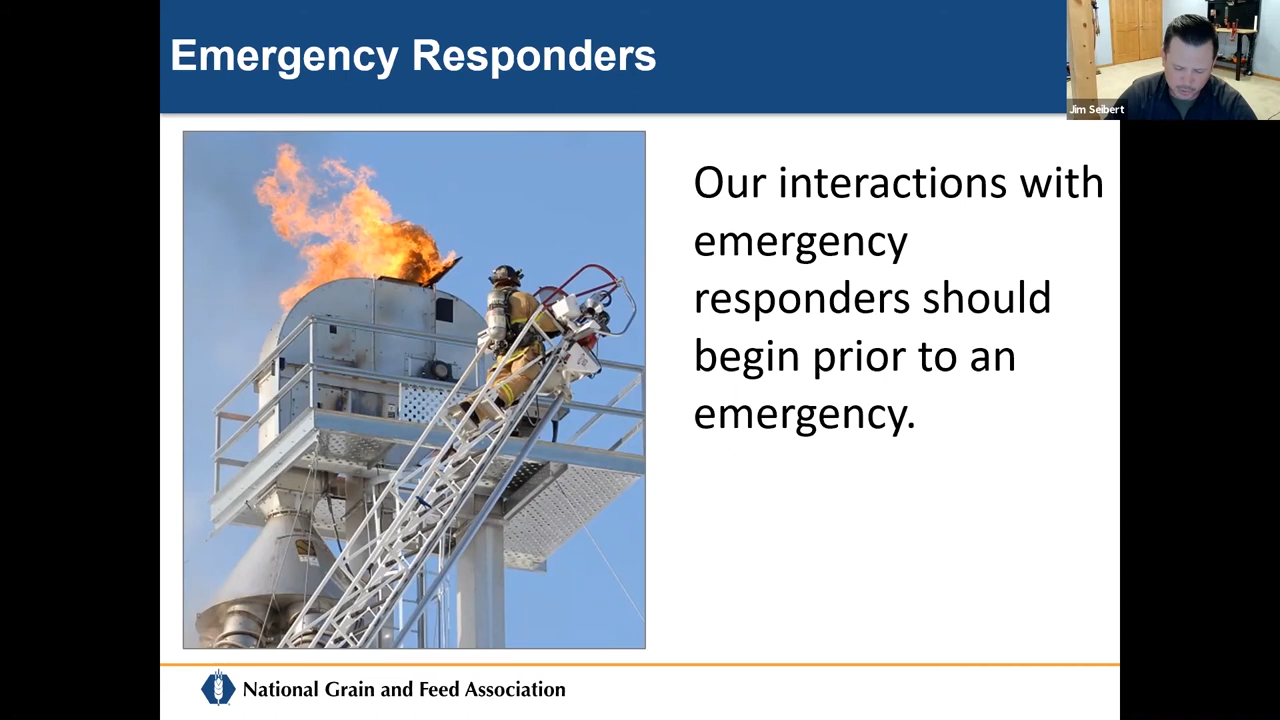 Emergency Responders
Jim Seibert
Our interactions with
emergency
responders should
begin prior to an
emergency.
National Grain and Feed Association